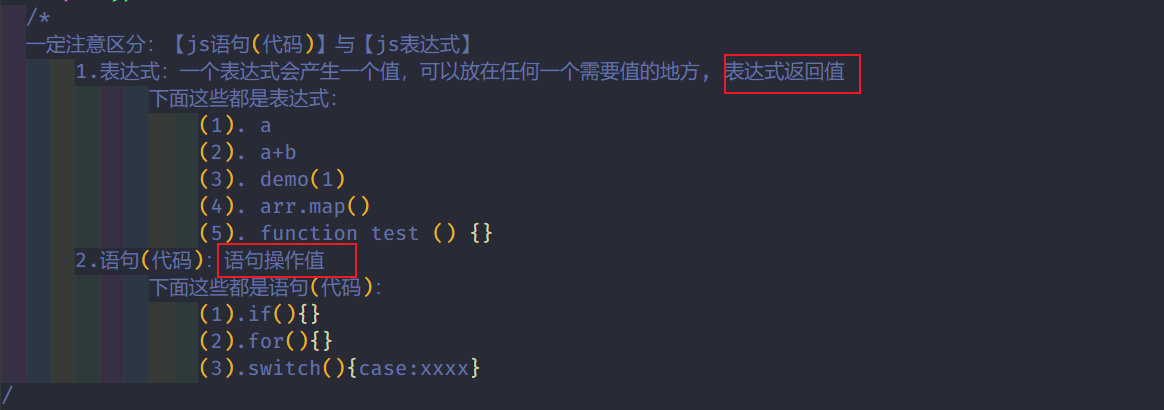 /*
一定注意区分：【js语句(代码)】与【js表达式】
1.表达式：一个表达式会产生一个值，可以放在任何一个需要值的地方, 表达式返回值
下面这些都是表达式：
(1). a
(2). a+b
(3). demo(1)
(4). arr.map()
(5). function test () {}
2.语句(代码)：语句操作值
下面这些都是语句(代码)：
(1).if(){}
(2).for(){}
(3).switch(){case:xxxx}
/